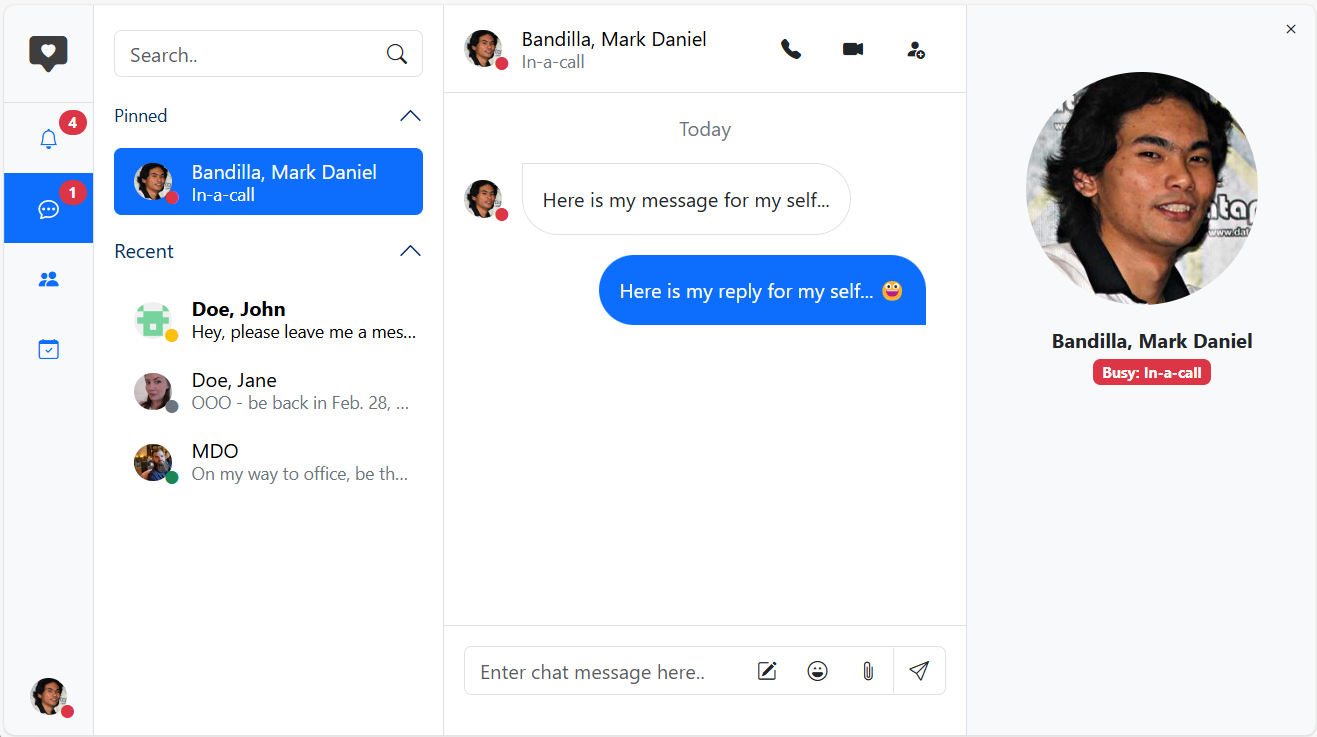 4
1
Search..
Pinned
Bandilla, Mark Daniel
In-a-call
Recent
Doe, John
Hey, please leave me a mes...
Doe, Jane
OOO - be back in Feb. 28, ...
MDO
On my way to office, be th...
Bandilla, Mark Daniel
In-a-call
Today
Here is my message for my self...
Here is my reply for my self... 😃
Enter chat message here..
Bandilla, Mark Daniel
Busy: In-a-call